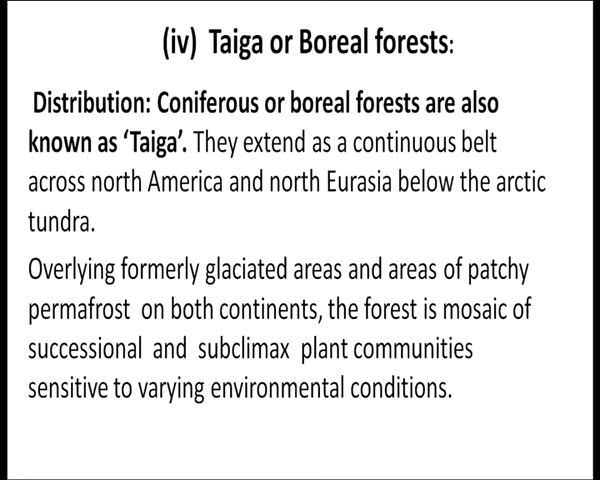 (iv) Taiga or Boreal forests:
Distribution: Coniferous or boreal forests are also
known as ‘Taiga’. They extend as a continuous belt
across north America and north Eurasia below the arctic
tundra.
Overlying formerly glaciated areas and areas of patchy
permafrost on both continents, the forest is mosaic of
successional and subclimax plant communities
sensitive to varying environmental conditions.